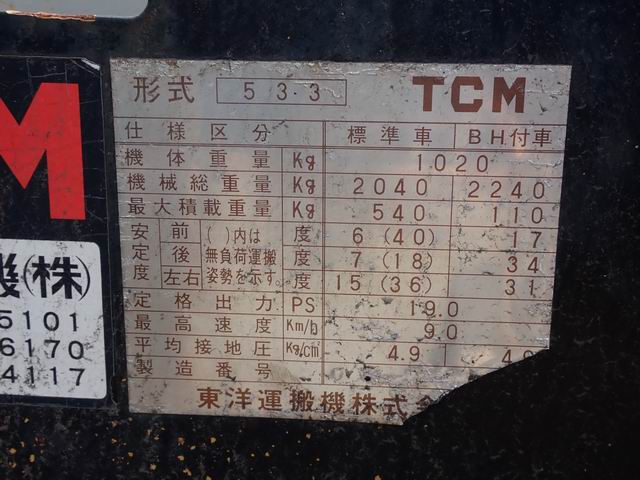 M
機(株)
5101
6170
4117
形式 533 TCM
仕様区分 標準車 BH付車
機体重量 Kg 1020
機械総重量 Kg 2040 2240
最大積載重量 Kg 540 110
安定度 前 ( )内は 度 6 (40) 17
後 無負荷運搬 度 7 (18) 34
左右 姿勢を示す。 度 15 (36) 31
定格出力 PS 19.0
最高速度 Km/h 9.0
平均接地圧 Kg/cm² 4.9
製造番号
東洋運搬機株式